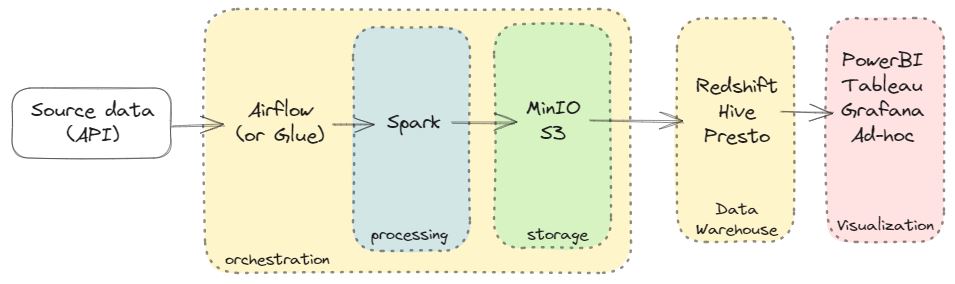 Source data
(API)
Airflow
(or Glue)
orchestration
Spark
processing
MinIO
S3
storage
Redshift
Hive
Presto
Data
Warehouse
PowerBI
Tableau
Grafana
Ad-hoc
Visualization